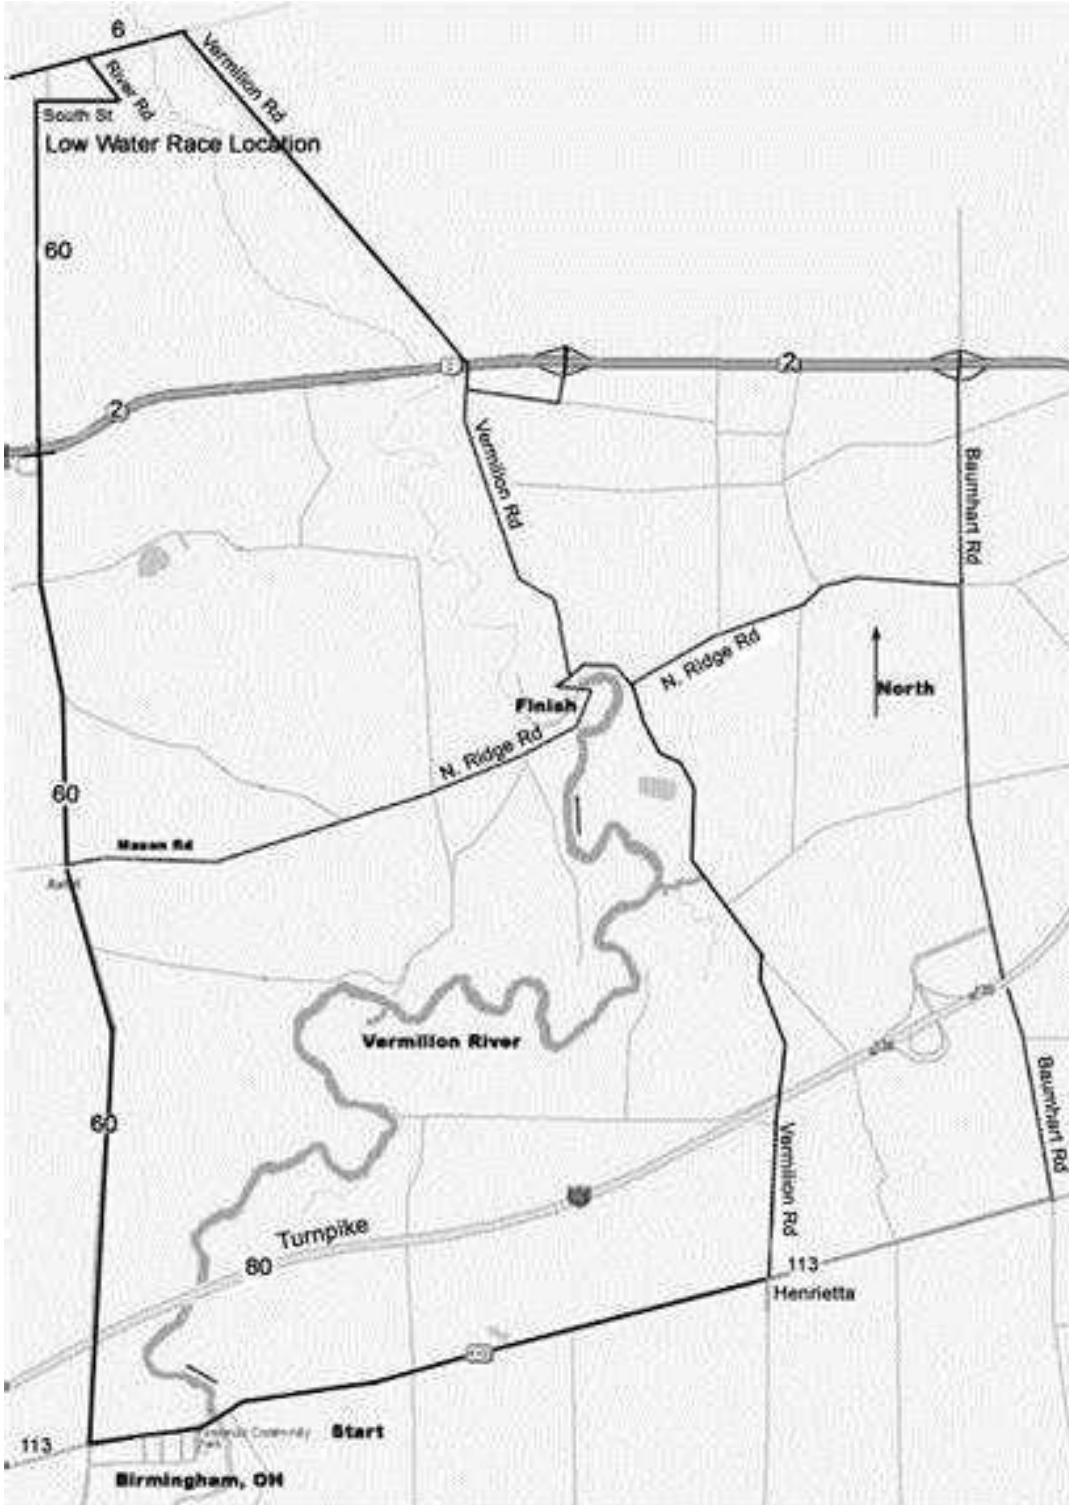 6
Vermilion Rd
River Rd
South St
Low Water Race Location
60
2
2
Vermilion Rd
Baumhart Rd
N. Ridge Rd
North
Finish
N. Ridge Rd
60
Mason Rd
Vermilion River
60
Baumhart Rd
Vermilion Rd
Turnpike
80
113
Henrietta
Start
113
Birmingham, OH